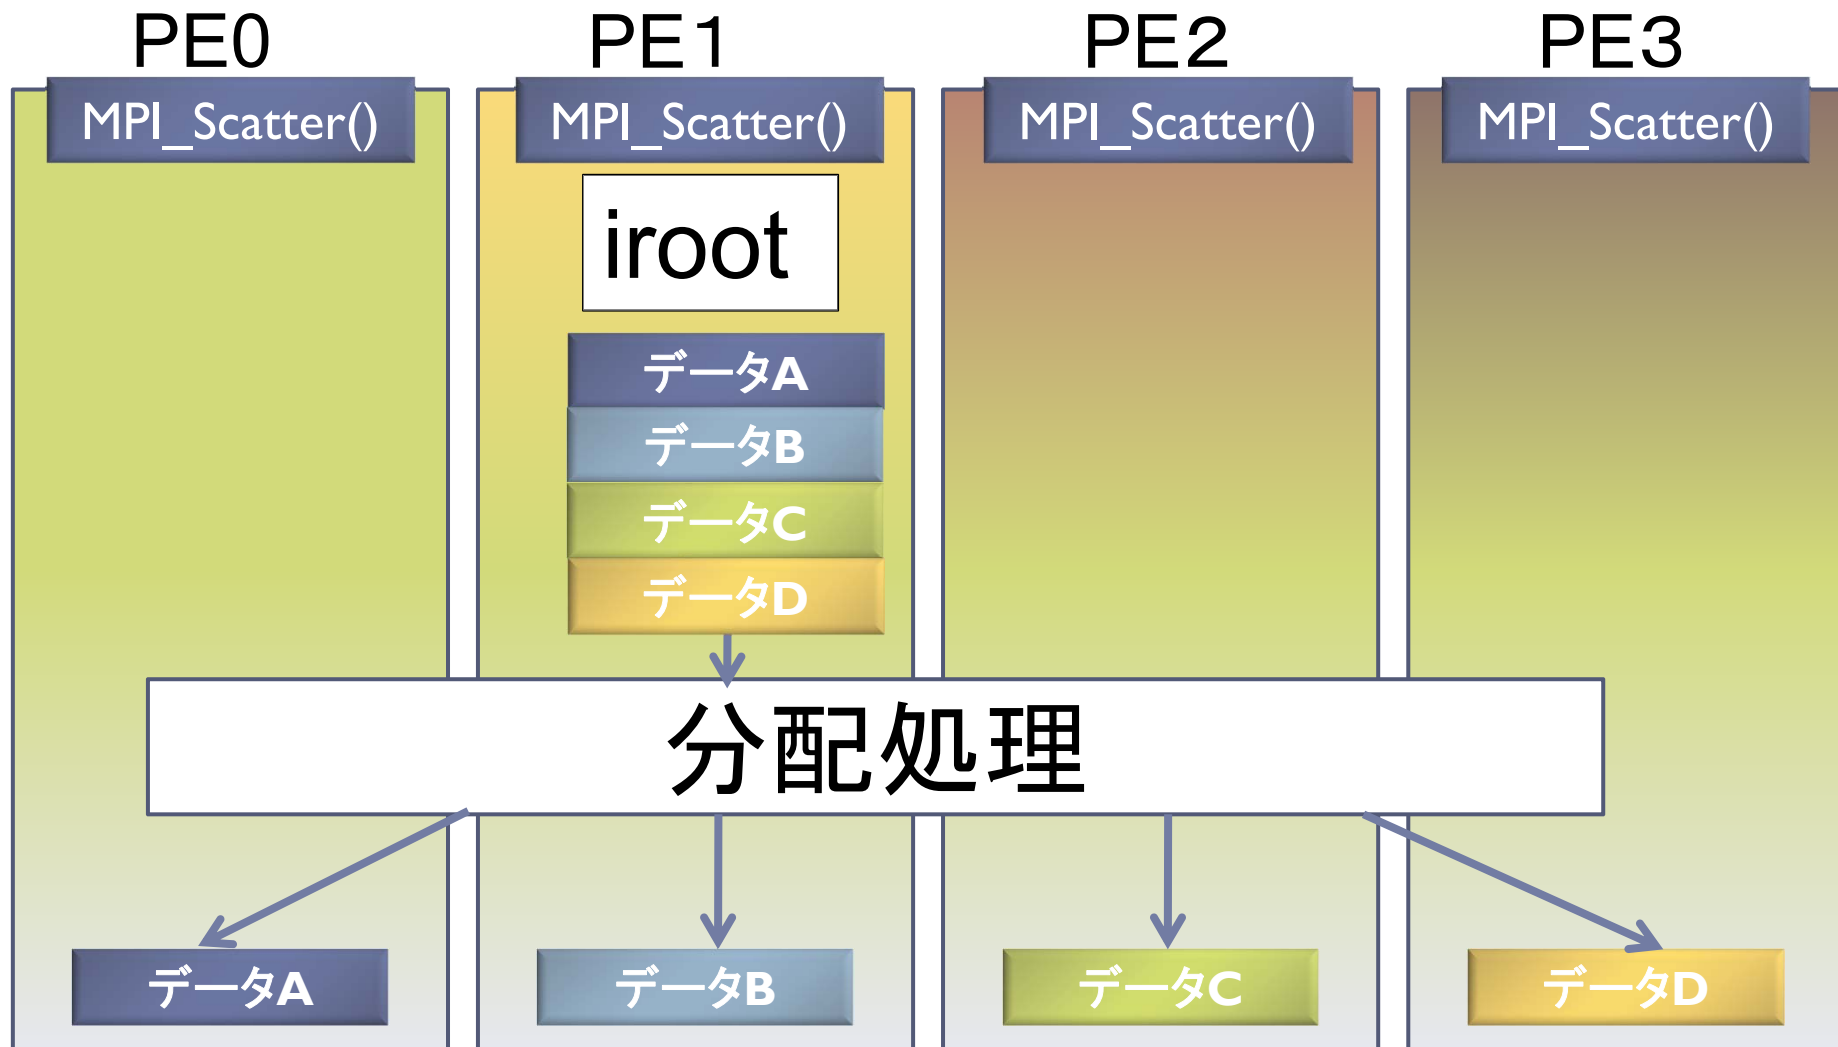 PE0 PE1 PE2 PE3
MPI_Scatter() MPI_Scatter() MPI_Scatter() MPI_Scatter()
iroot
データA
データB
データC
データD
分配処理
データA データB データC データD